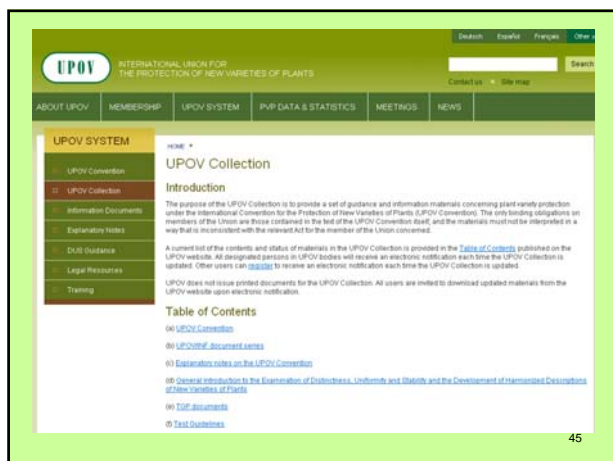 Deutsch Español Français Other
UPOV
INTERNATIONAL UNION FOR
THE PROTECTION OF NEW VARIETIES OF PLANTS
Search
Contact us Site map
ABOUT UPOV MEMBERSHIP UPOV SYSTEM PVP DATA & STATISTICS MEETINGS NEWS
UPOV SYSTEM
UPOV Convention
UPOV Collection
Information Documents
Explanatory Notes
DUS Guidance
Legal Resources
Training
HOME
UPOV Collection
Introduction
The purpose of the UPOV Collection is to provide a set of guidance and information materials concerning plant variety protection
under the International Convention for the Protection of New Varieties of Plants (UPOV Convention). The only binding obligations on
members of the Union are those contained in the text of the UPOV Convention itself, and the materials must not be interpreted in a
way that is inconsistent with the relevant Act for the member of the Union concerned.
A current list of the contents and status of materials in the UPOV Collection is provided in the Table of Contents published on the
UPOV website. All designated persons in UPOV bodies will receive an electronic notification each time the UPOV Collection is
updated. Other users can register to receive an electronic notification each time the UPOV Collection is updated.
UPOV does not issue printed documents for the UPOV Collection. All users are invited to download updated materials from the
UPOV website upon electronic notification.
Table of Contents
(a) UPOV Convention
(b) UPOV/INF document series
(c) Explanatory notes on the UPOV Convention
(d) General Introduction to the Examination of Distinctness, Uniformity and Stability and the Development of Harmonized Descriptions
of New Varieties of Plants
(e) TGP documents
(f) Test Guidelines
45